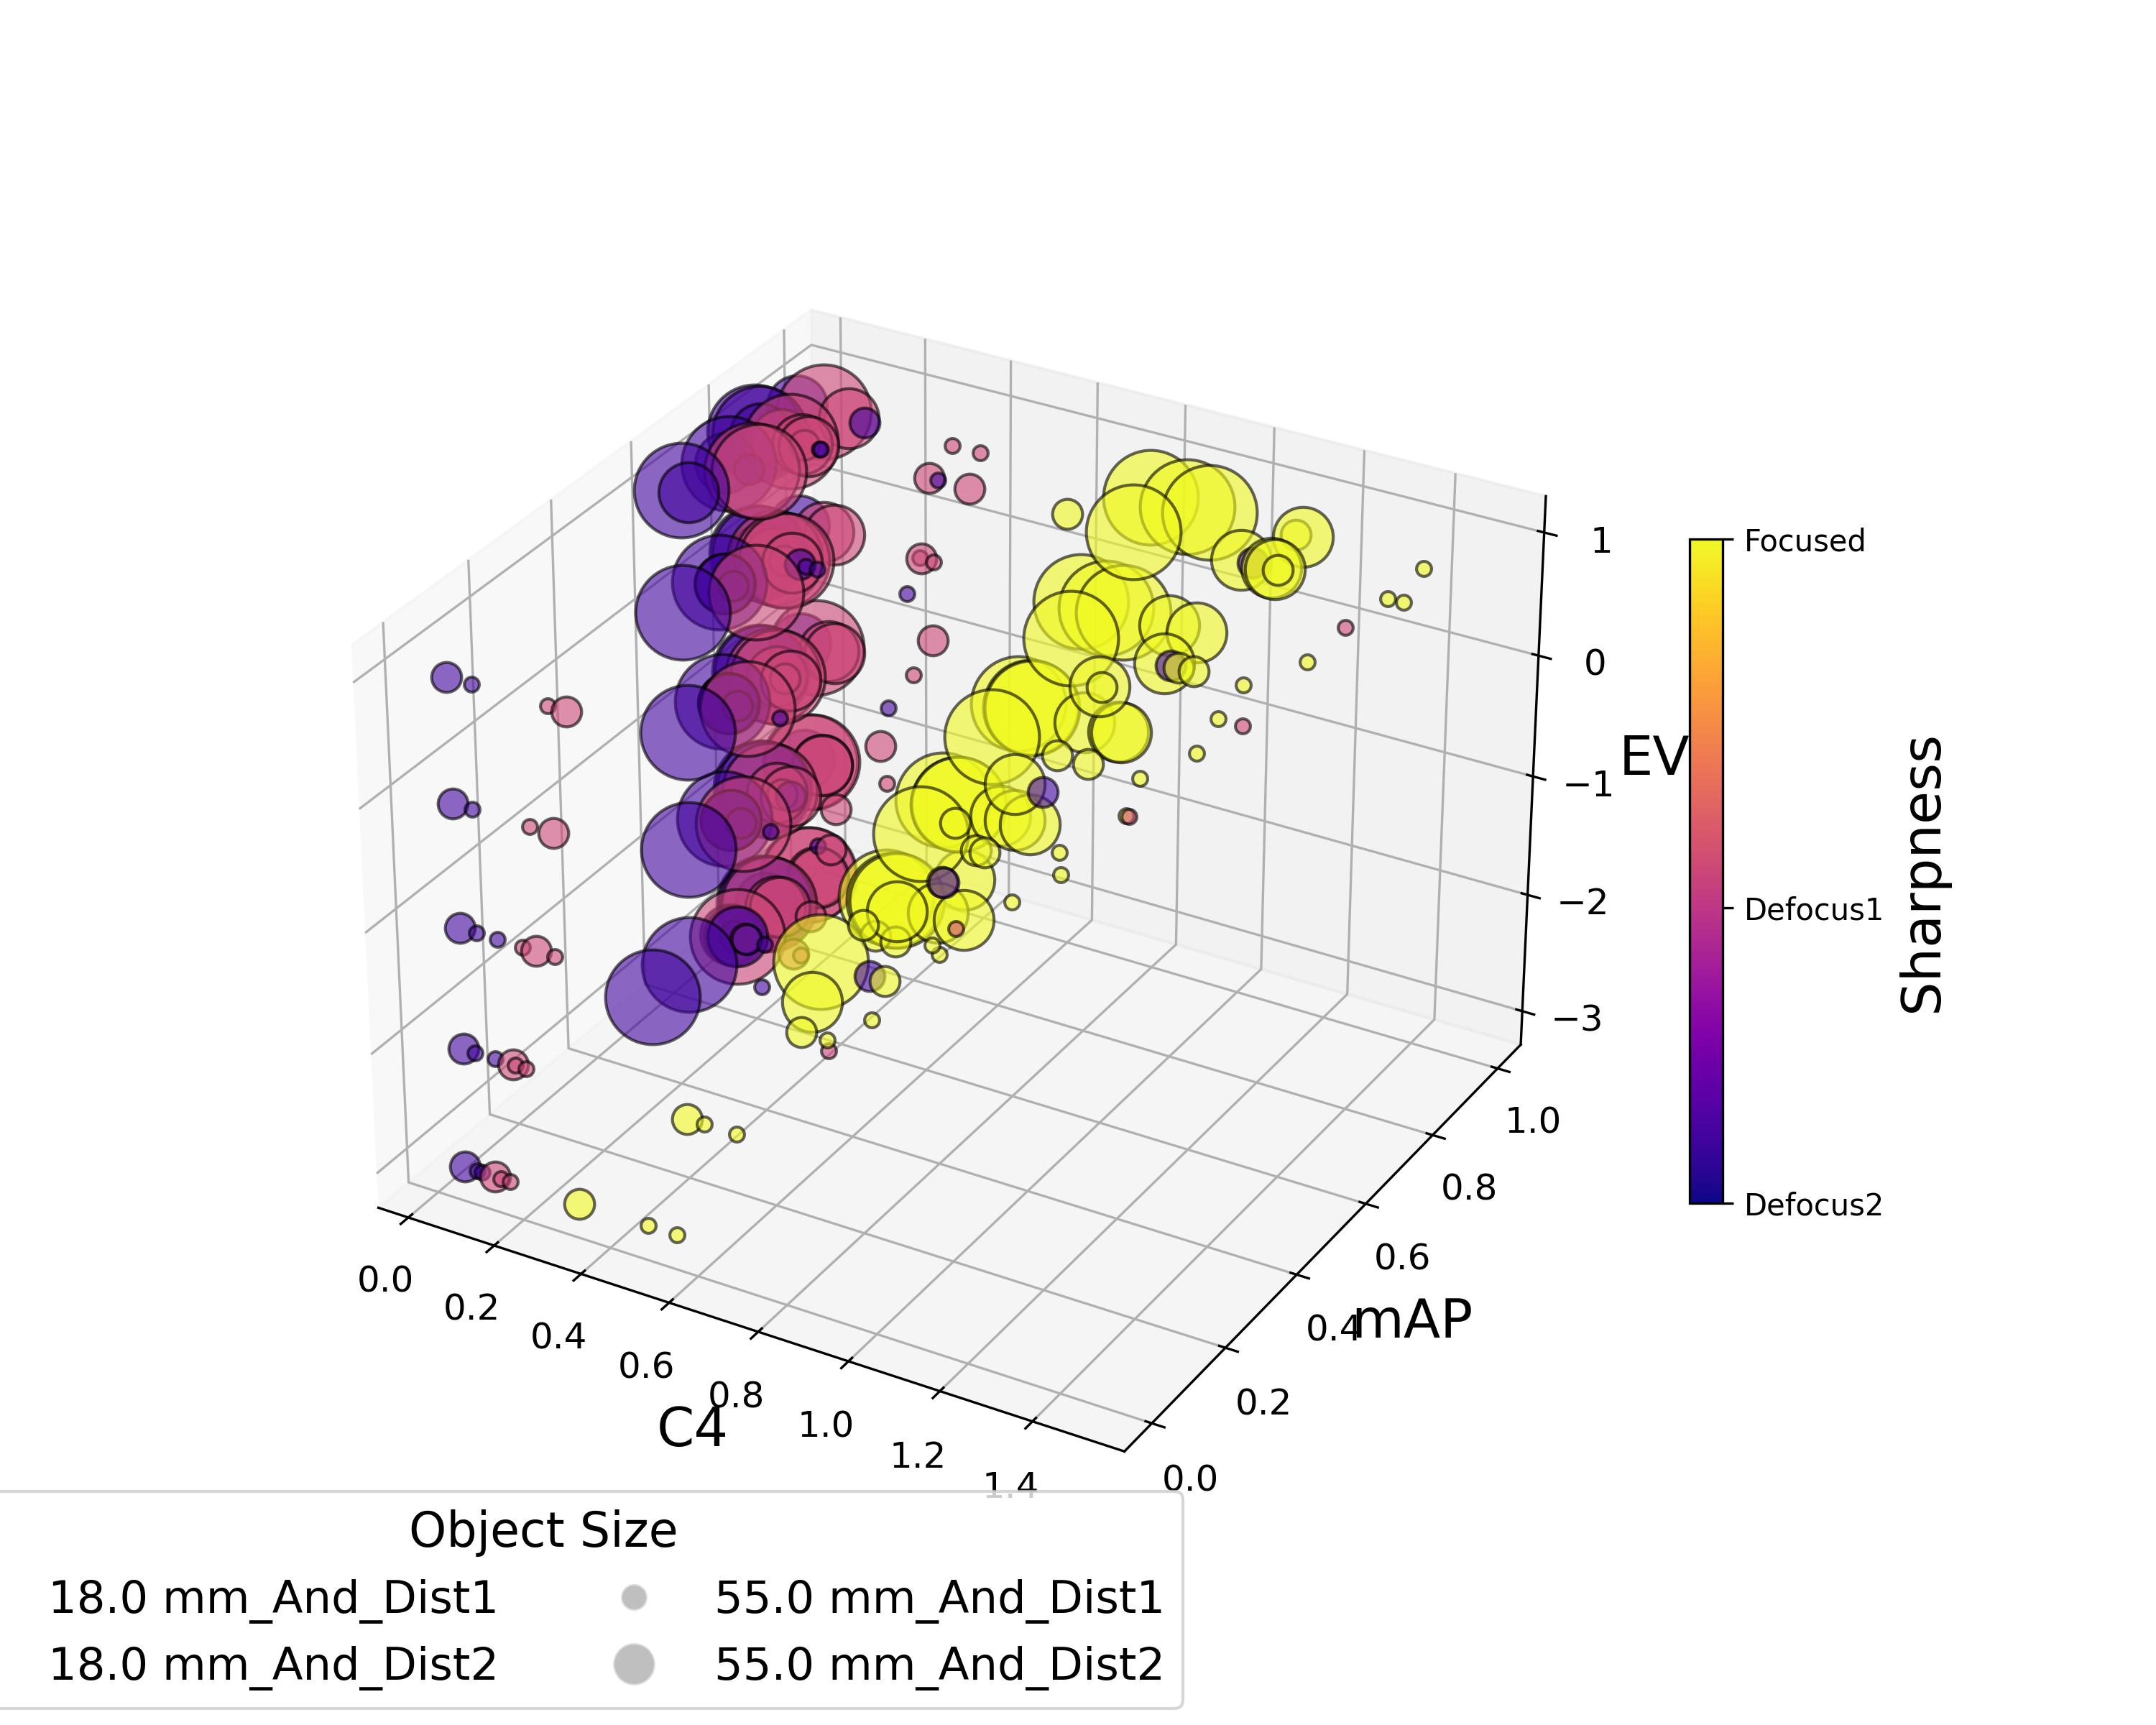 1
0
−1
−2
−3
EV
1.0
0.8
0.6
0.4
0.2
0.0
mAP
0.0
0.2
0.4
0.6
0.8
1.0
1.2
1.4
C4
Focused
Defocus1
Defocus2
Sharpness
Object Size
18.0 mm_And_Dist1
55.0 mm_And_Dist1
18.0 mm_And_Dist2
55.0 mm_And_Dist2